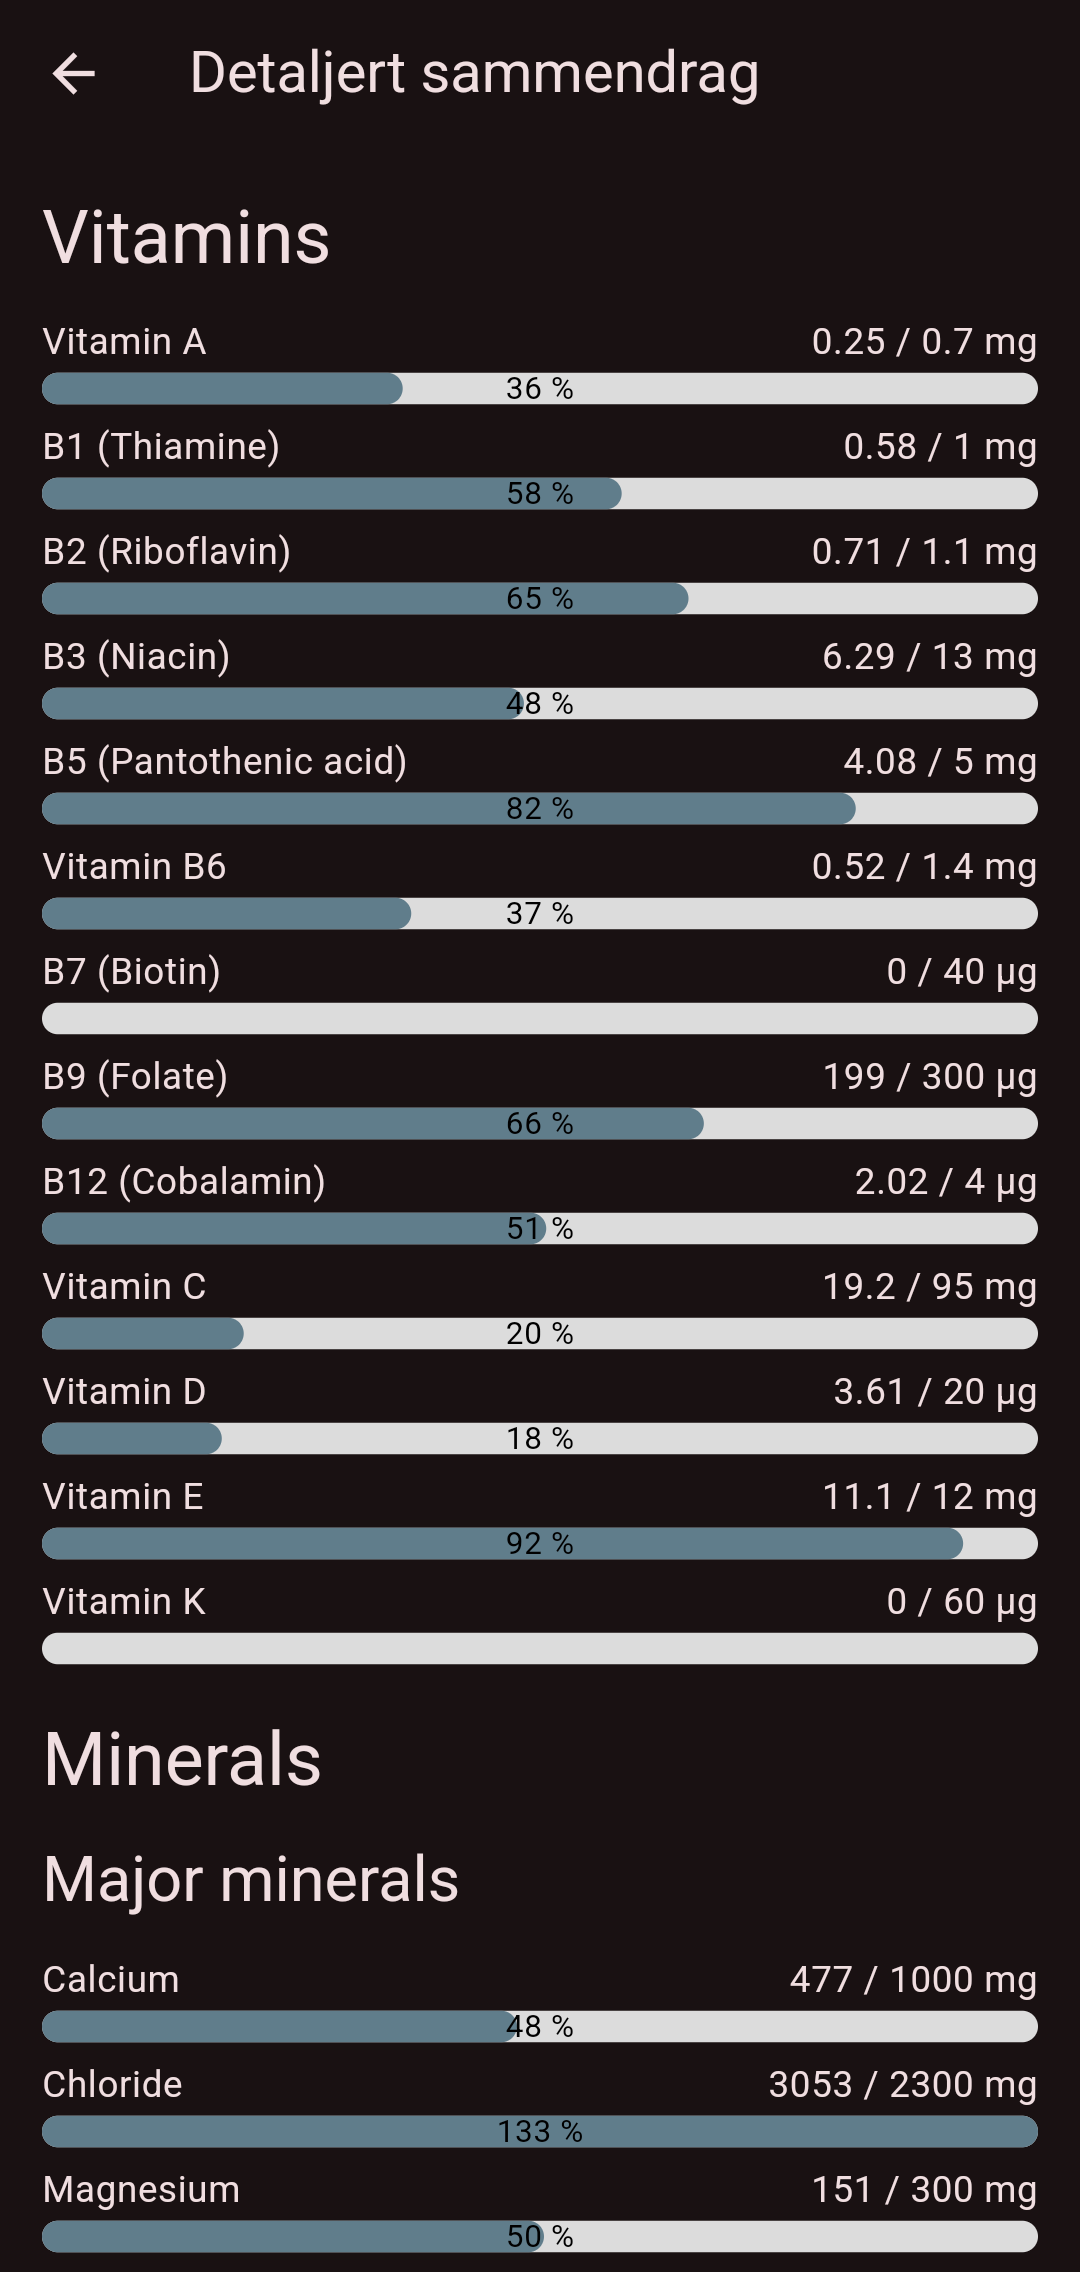 Detaljert sammendrag
Vitamins
Vitamin A 0.25 / 0.7 mg
36 %
B1 (Thiamine) 0.58 / 1 mg
58 %
B2 (Riboflavin) 0.71 / 1.1 mg
65 %
B3 (Niacin) 6.29 / 13 mg
48 %
B5 (Pantothenic acid) 4.08 / 5 mg
82 %
Vitamin B6 0.52 / 1.4 mg
37 %
B7 (Biotin) 0 / 40 µg
B9 (Folate) 199 / 300 µg
66 %
B12 (Cobalamin) 2.02 / 4 µg
51 %
Vitamin C 19.2 / 95 mg
20 %
Vitamin D 3.61 / 20 µg
18 %
Vitamin E 11.1 / 12 mg
92 %
Vitamin K 0 / 60 µg
Minerals
Major minerals
Calcium 477 / 1000 mg
48 %
Chloride 3053 / 2300 mg
133 %
Magnesium 151 / 300 mg
50 %